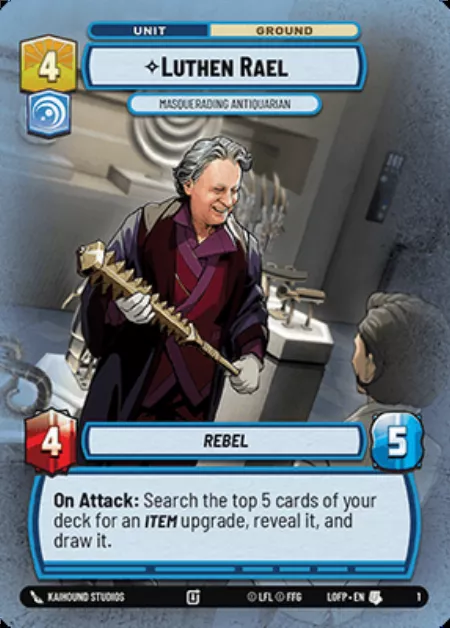 UNIT GROUND
4
✧LUTHEN RAEL
MASQUERADING ANTIQUARIAN
4 REBEL 5
On Attack: Search the top 5 cards of your
deck for an ITEM upgrade, reveal it, and
draw it.
KAIHOUND STUDIOS U © LFL © FFG LOFP • EN 1